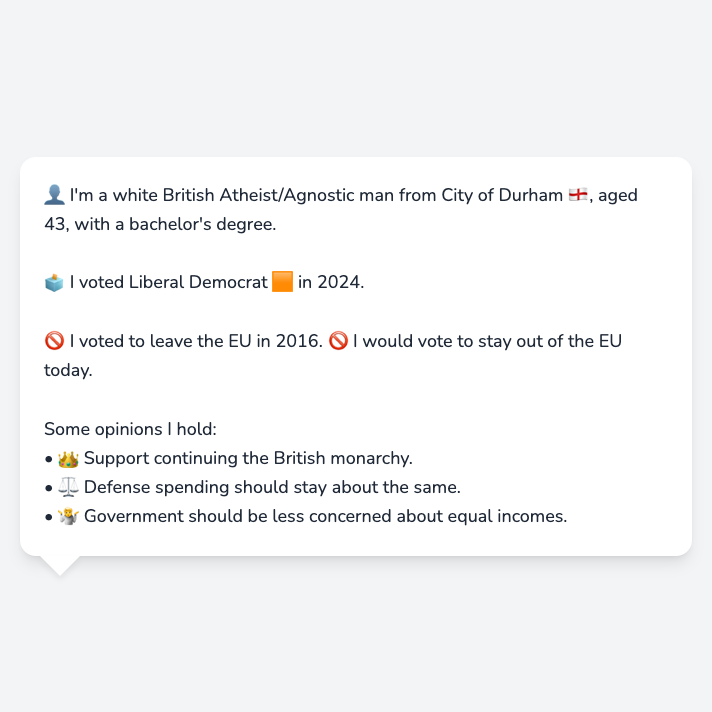 👤 I'm a white British Atheist/Agnostic man from City of Durham 🏴󠁧󠁢󠁥󠁮󠁧󠁿, aged
43, with a bachelor's degree.
🗳️ I voted Liberal Democrat 🟧 in 2024.
🚫 I voted to leave the EU in 2016. 🚫 I would vote to stay out of the EU
today.
Some opinions I hold:
• 👑 Support continuing the British monarchy.
• ⚖️ Defense spending should stay about the same.
• 🤷 Government should be less concerned about equal incomes.